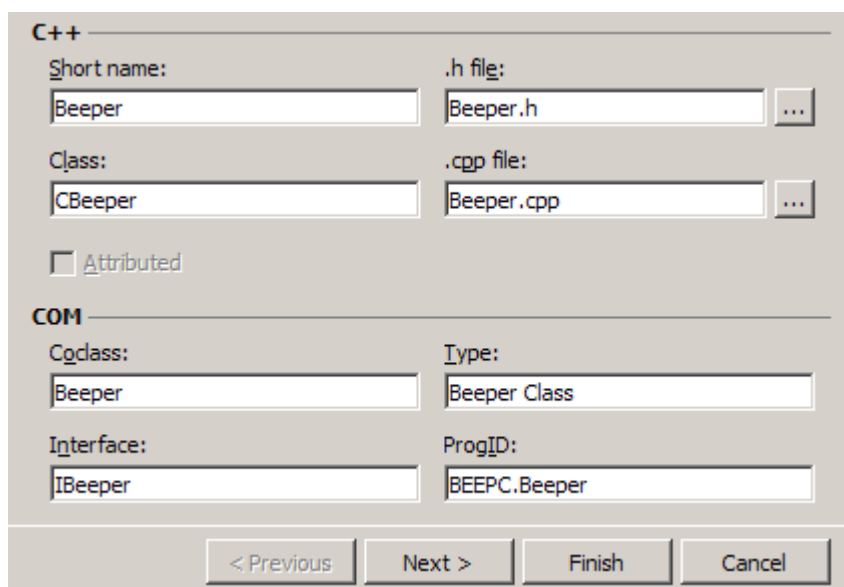 C++
Short name: .h file:
Beeper Beeper.h ...
Class: .cpp file:
CBeeper Beeper.cpp ...
Attributed
COM
Coclass: Type:
Beeper Beeper Class
Interface: ProgID:
IBeeper BEEPC.Beeper
< Previous Next > Finish Cancel